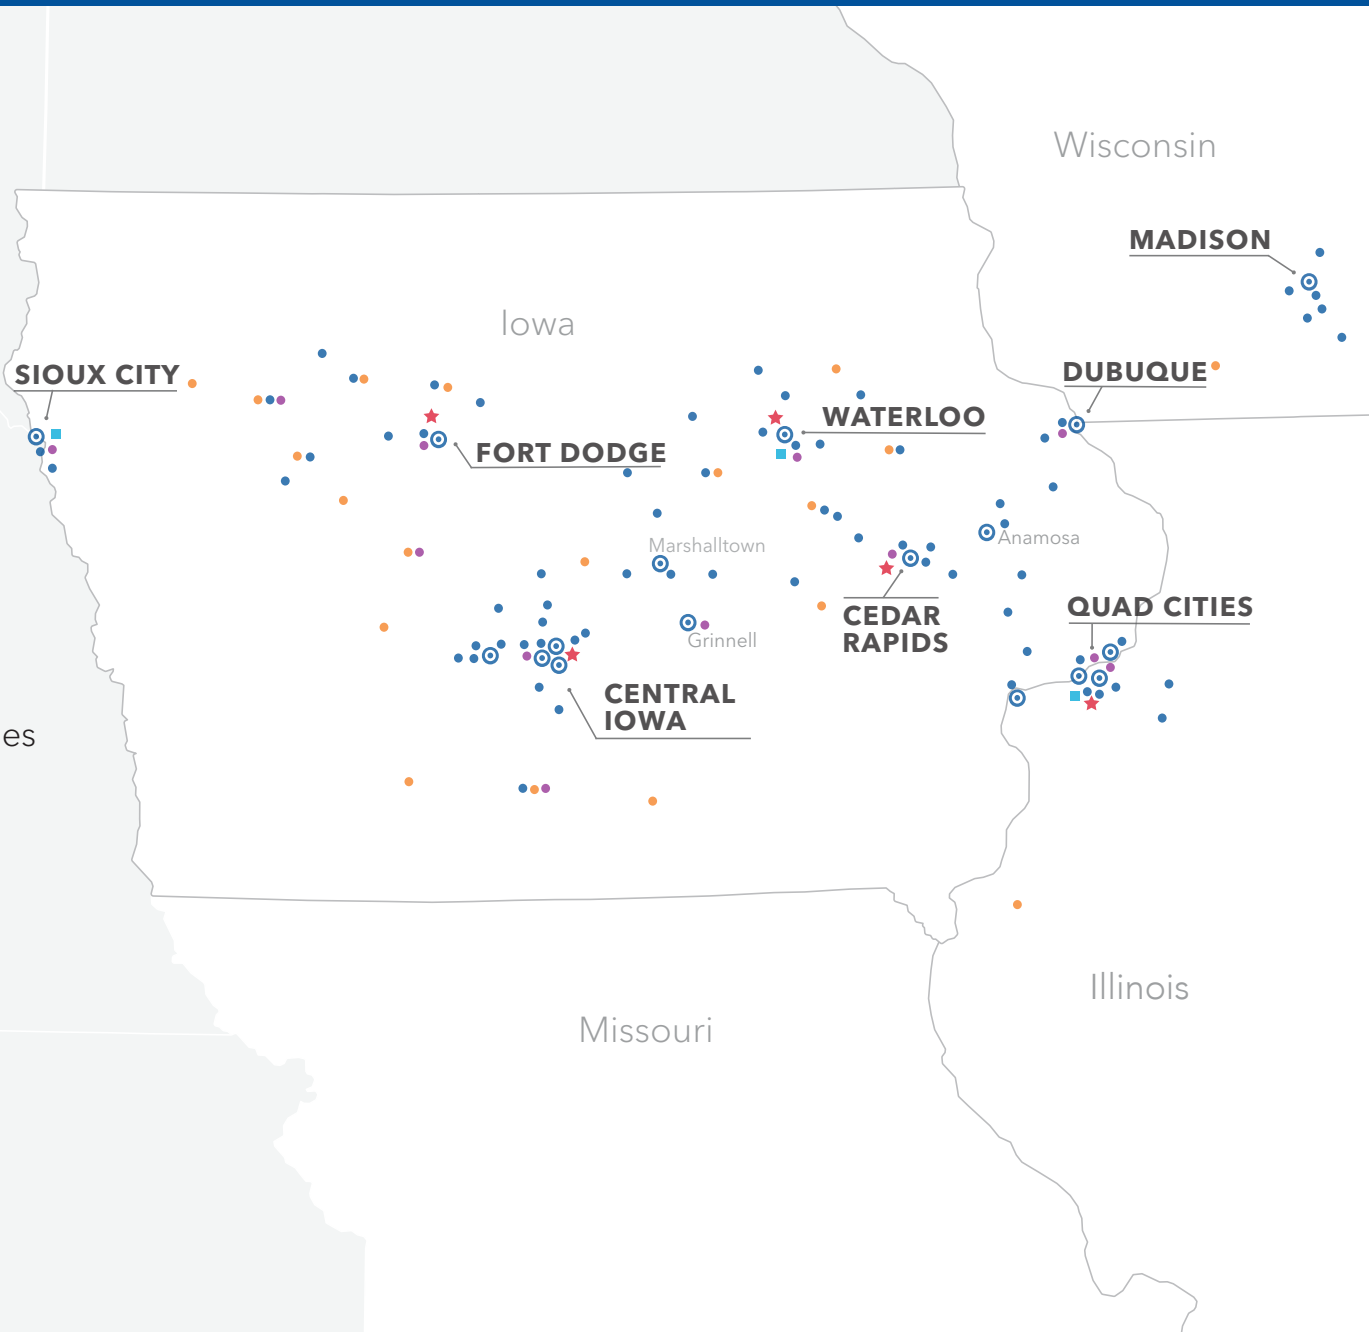 Wisconsin
MADISON
Iowa
SIOUX CITY
DUBUQUE
WATERLOO
FORT DODGE
Marshalltown
Anamosa
CEDAR
RAPIDS
QUAD CITIES
Grinnell
CENTRAL
IOWA
es
Illinois
Missouri